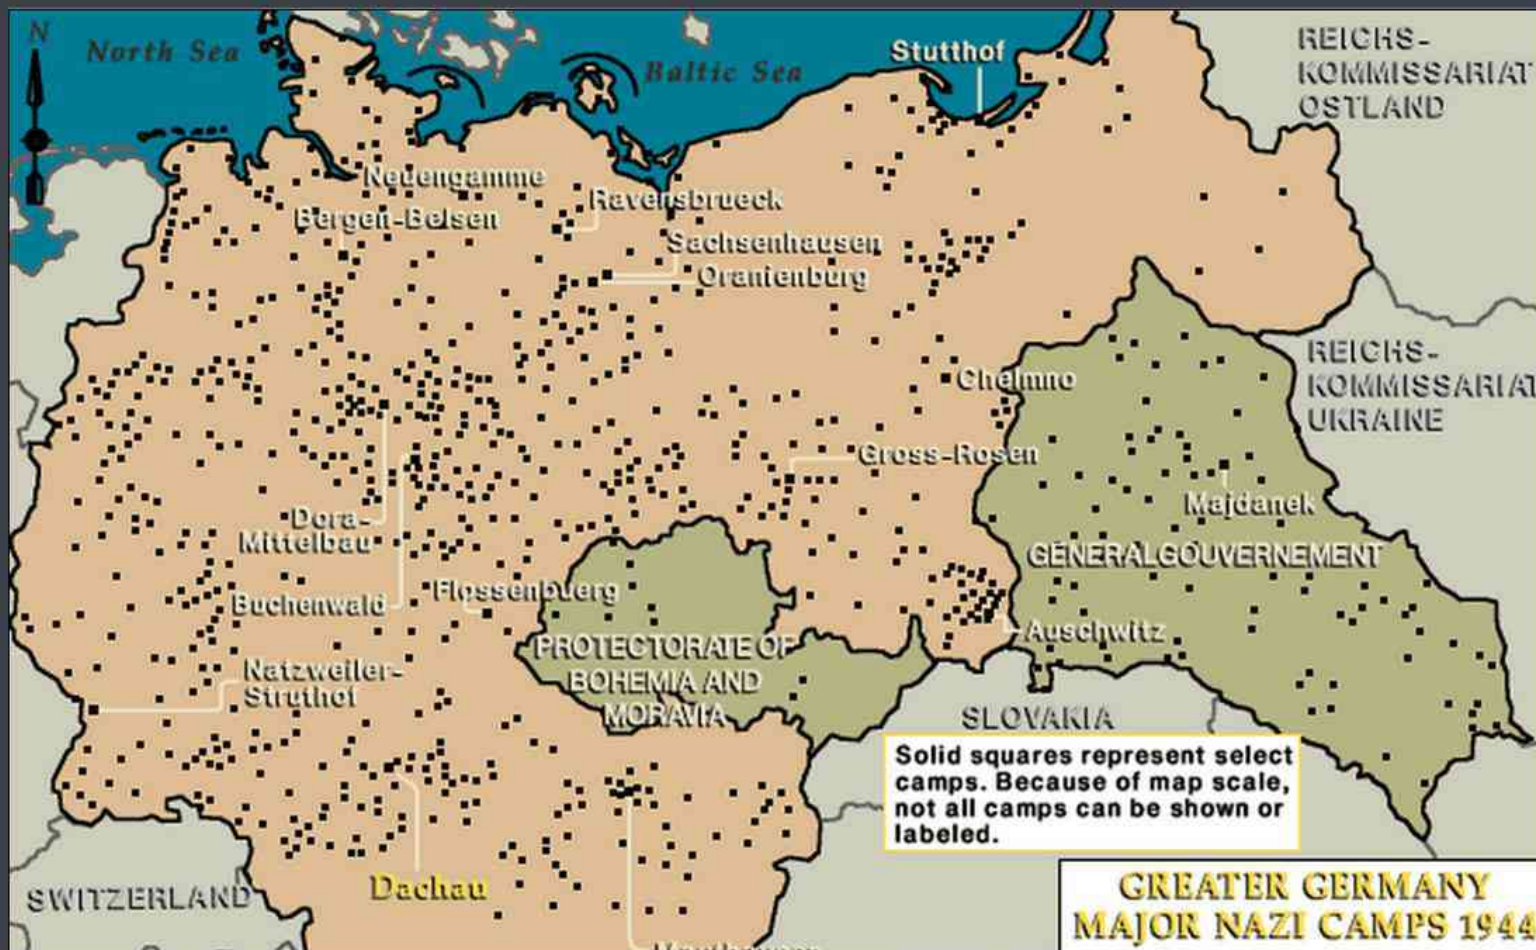 N
North Sea
Baltic Sea
Stutthof
REICHS-
KOMMISSARIAT
OSTLAND
Neuengamme
Ravensbrueck
Bergen-Belsen
Sachsenhausen
Oranienburg
REICHS-
KOMMISSARIAT
UKRAINE
Chelmno
Gross-Rosen
Majdanek
Dora-
Mittelbau
GENERALGOUVERNEMENT
Flossenbuerg
Buchenwald
Auschwitz
PROTECTORATE OF
BOHEMIA AND
MORAVIA
Natzweiler-
Struthof
SLOVAKIA
Solid squares represent select
camps. Because of map scale,
not all camps can be shown or
labeled.
Dachau
SWITZERLAND
GREATER GERMANY
MAJOR NAZI CAMPS 1944